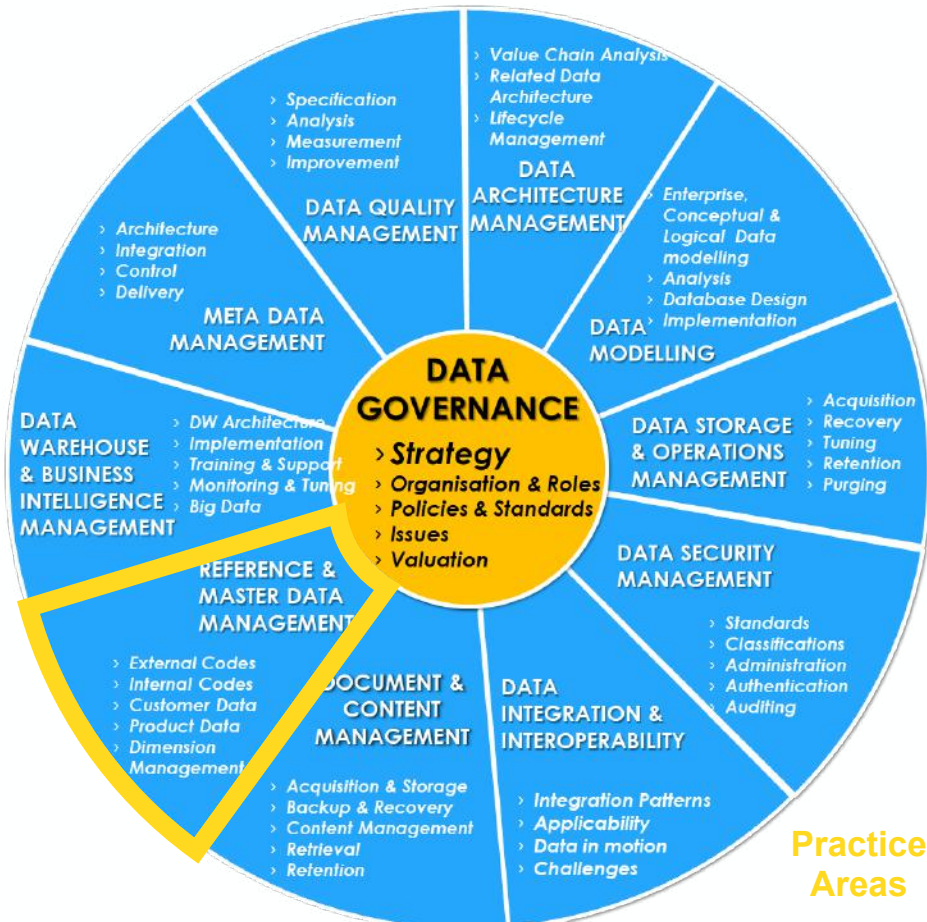 › Value Chain Analysis
› Related Data
Architecture
› Lifecycle
Management
DATA
ARCHITECTURE
MANAGEMENT
› Enterprise,
Conceptual &
Logical Data
modelling
› Analysis
› Database Design
› Implementation
DATA
MODELLING
› Acquisition
› Recovery
› Tuning
› Retention
› Purging
DATA STORAGE
& OPERATIONS
MANAGEMENT
DATA SECURITY
MANAGEMENT
› Standards
› Classifications
› Administration
› Authentication
› Auditing
DATA
INTEGRATION &
INTEROPERABILITY
› Integration Patterns
› Applicability
› Data in motion
› Challenges
DOCUMENT &
CONTENT
MANAGEMENT
› Acquisition & Storage
› Backup & Recovery
› Content Management
› Retrieval
› Retention
REFERENCE &
MASTER DATA
MANAGEMENT
› External Codes
› Internal Codes
› Customer Data
› Product Data
› Dimension
Management
DATA
WAREHOUSE
& BUSINESS
INTELLIGENCE
MANAGEMENT
› DW Architecture
› Implementation
› Training & Support
› Monitoring & Tuning
› Big Data
› Architecture
› Integration
› Control
› Delivery
META DATA
MANAGEMENT
› Specification
› Analysis
› Measurement
› Improvement
DATA QUALITY
MANAGEMENT
DATA
GOVERNANCE
› Strategy
› Organisation & Roles
› Policies & Standards
› Issues
› Valuation
Practice
Areas